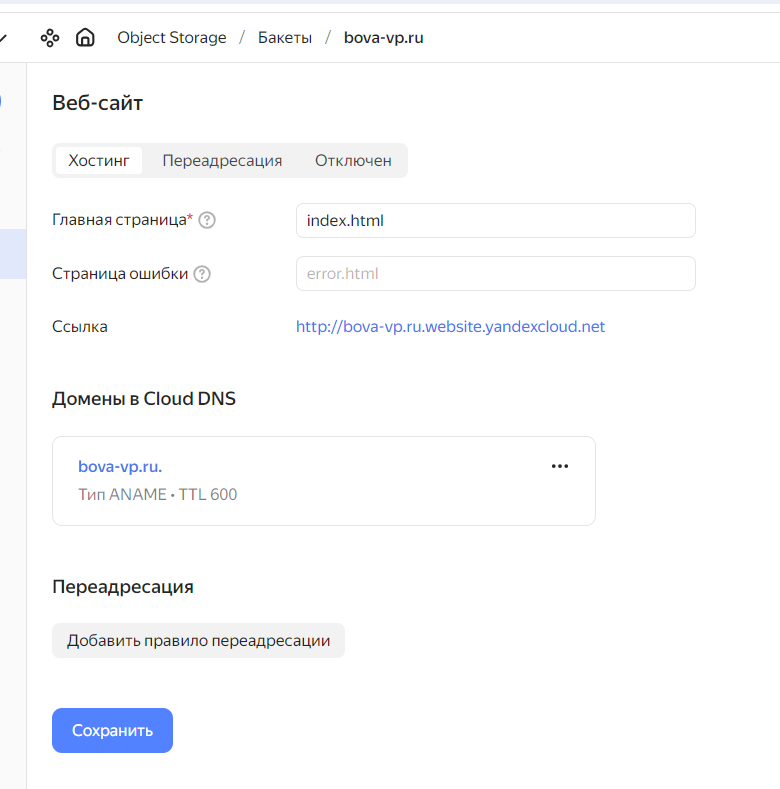 Object Storage / Бакеты / bova-vp.ru
Веб-сайт
Хостинг Переадресация Отключен
Главная страница* ? index.html
Страница ошибки ? error.html
Ссылка http://bova-vp.ru.website.yandexcloud.net
Домены в Cloud DNS
bova-vp.ru. •••
Тип ANAME • TTL 600
Переадресация
Добавить правило переадресации
Сохранить